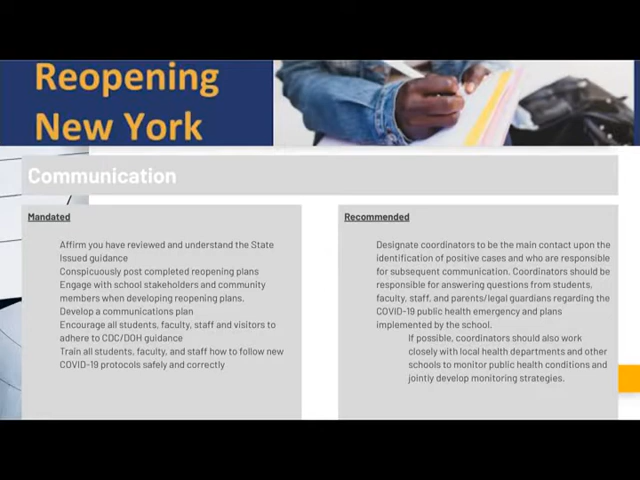 Reopening
New York
Communication
Mandated
Affirm you have reviewed and understand the State
Issued guidance
Conspicuously post completed reopening plans
Engage with school stakeholders and community
members when developing reopening plans.
Develop a communications plan
Encourage all students, faculty, staff and visitors to
adhere to CDC/DOH guidance
Train all students, faculty, and staff how to follow new
COVID-19 protocols safely and correctly
Recommended
Designate coordinators to be the main contact upon the
identification of positive cases and who are responsible
for subsequent communication. Coordinators should be
responsible for answering questions from students,
faculty, staff, and parents/legal guardians regarding the
COVID-19 public health emergency and plans
implemented by the school.
If possible, coordinators should also work
closely with local health departments and other
schools to monitor public health conditions and
jointly develop monitoring strategies.